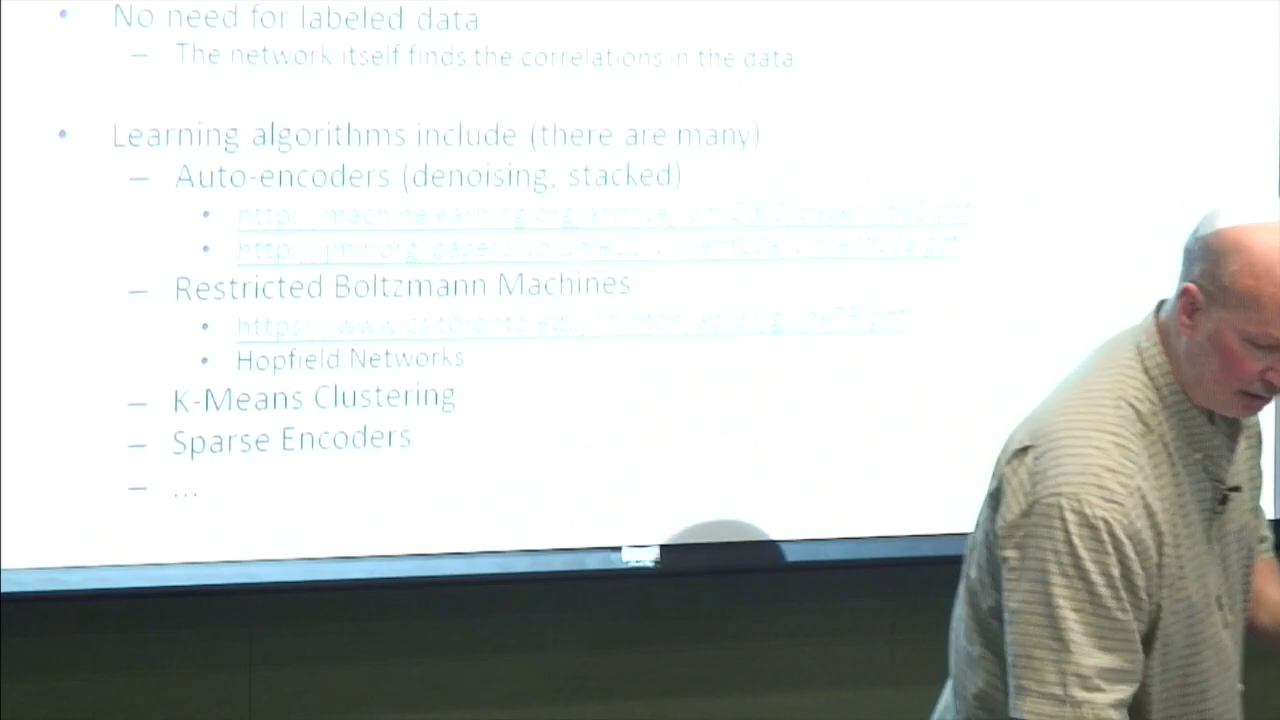 • No need for labeled data
– The network itself finds the correlations in the data
• Learning algorithms include (there are many)
– Auto-encoders (denoising, stacked)
– Restricted Boltzmann Machines
• Hopfield Networks
– K-Means Clustering
– Sparse Encoders
– ...